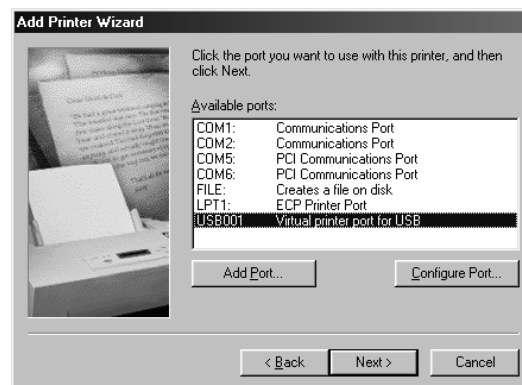 Add Printer Wizard
Click the port you want to use with this printer, and then
click Next.
Available ports:
COM1: Communications Port
COM2: Communications Port
COM5: PCI Communications Port
COM6: PCI Communications Port
FILE: Creates a file on disk
LPT1: ECP Printer Port
USB001 Virtual printer port for USB
Add Port...
Configure Port...
< Back
Next >
Cancel